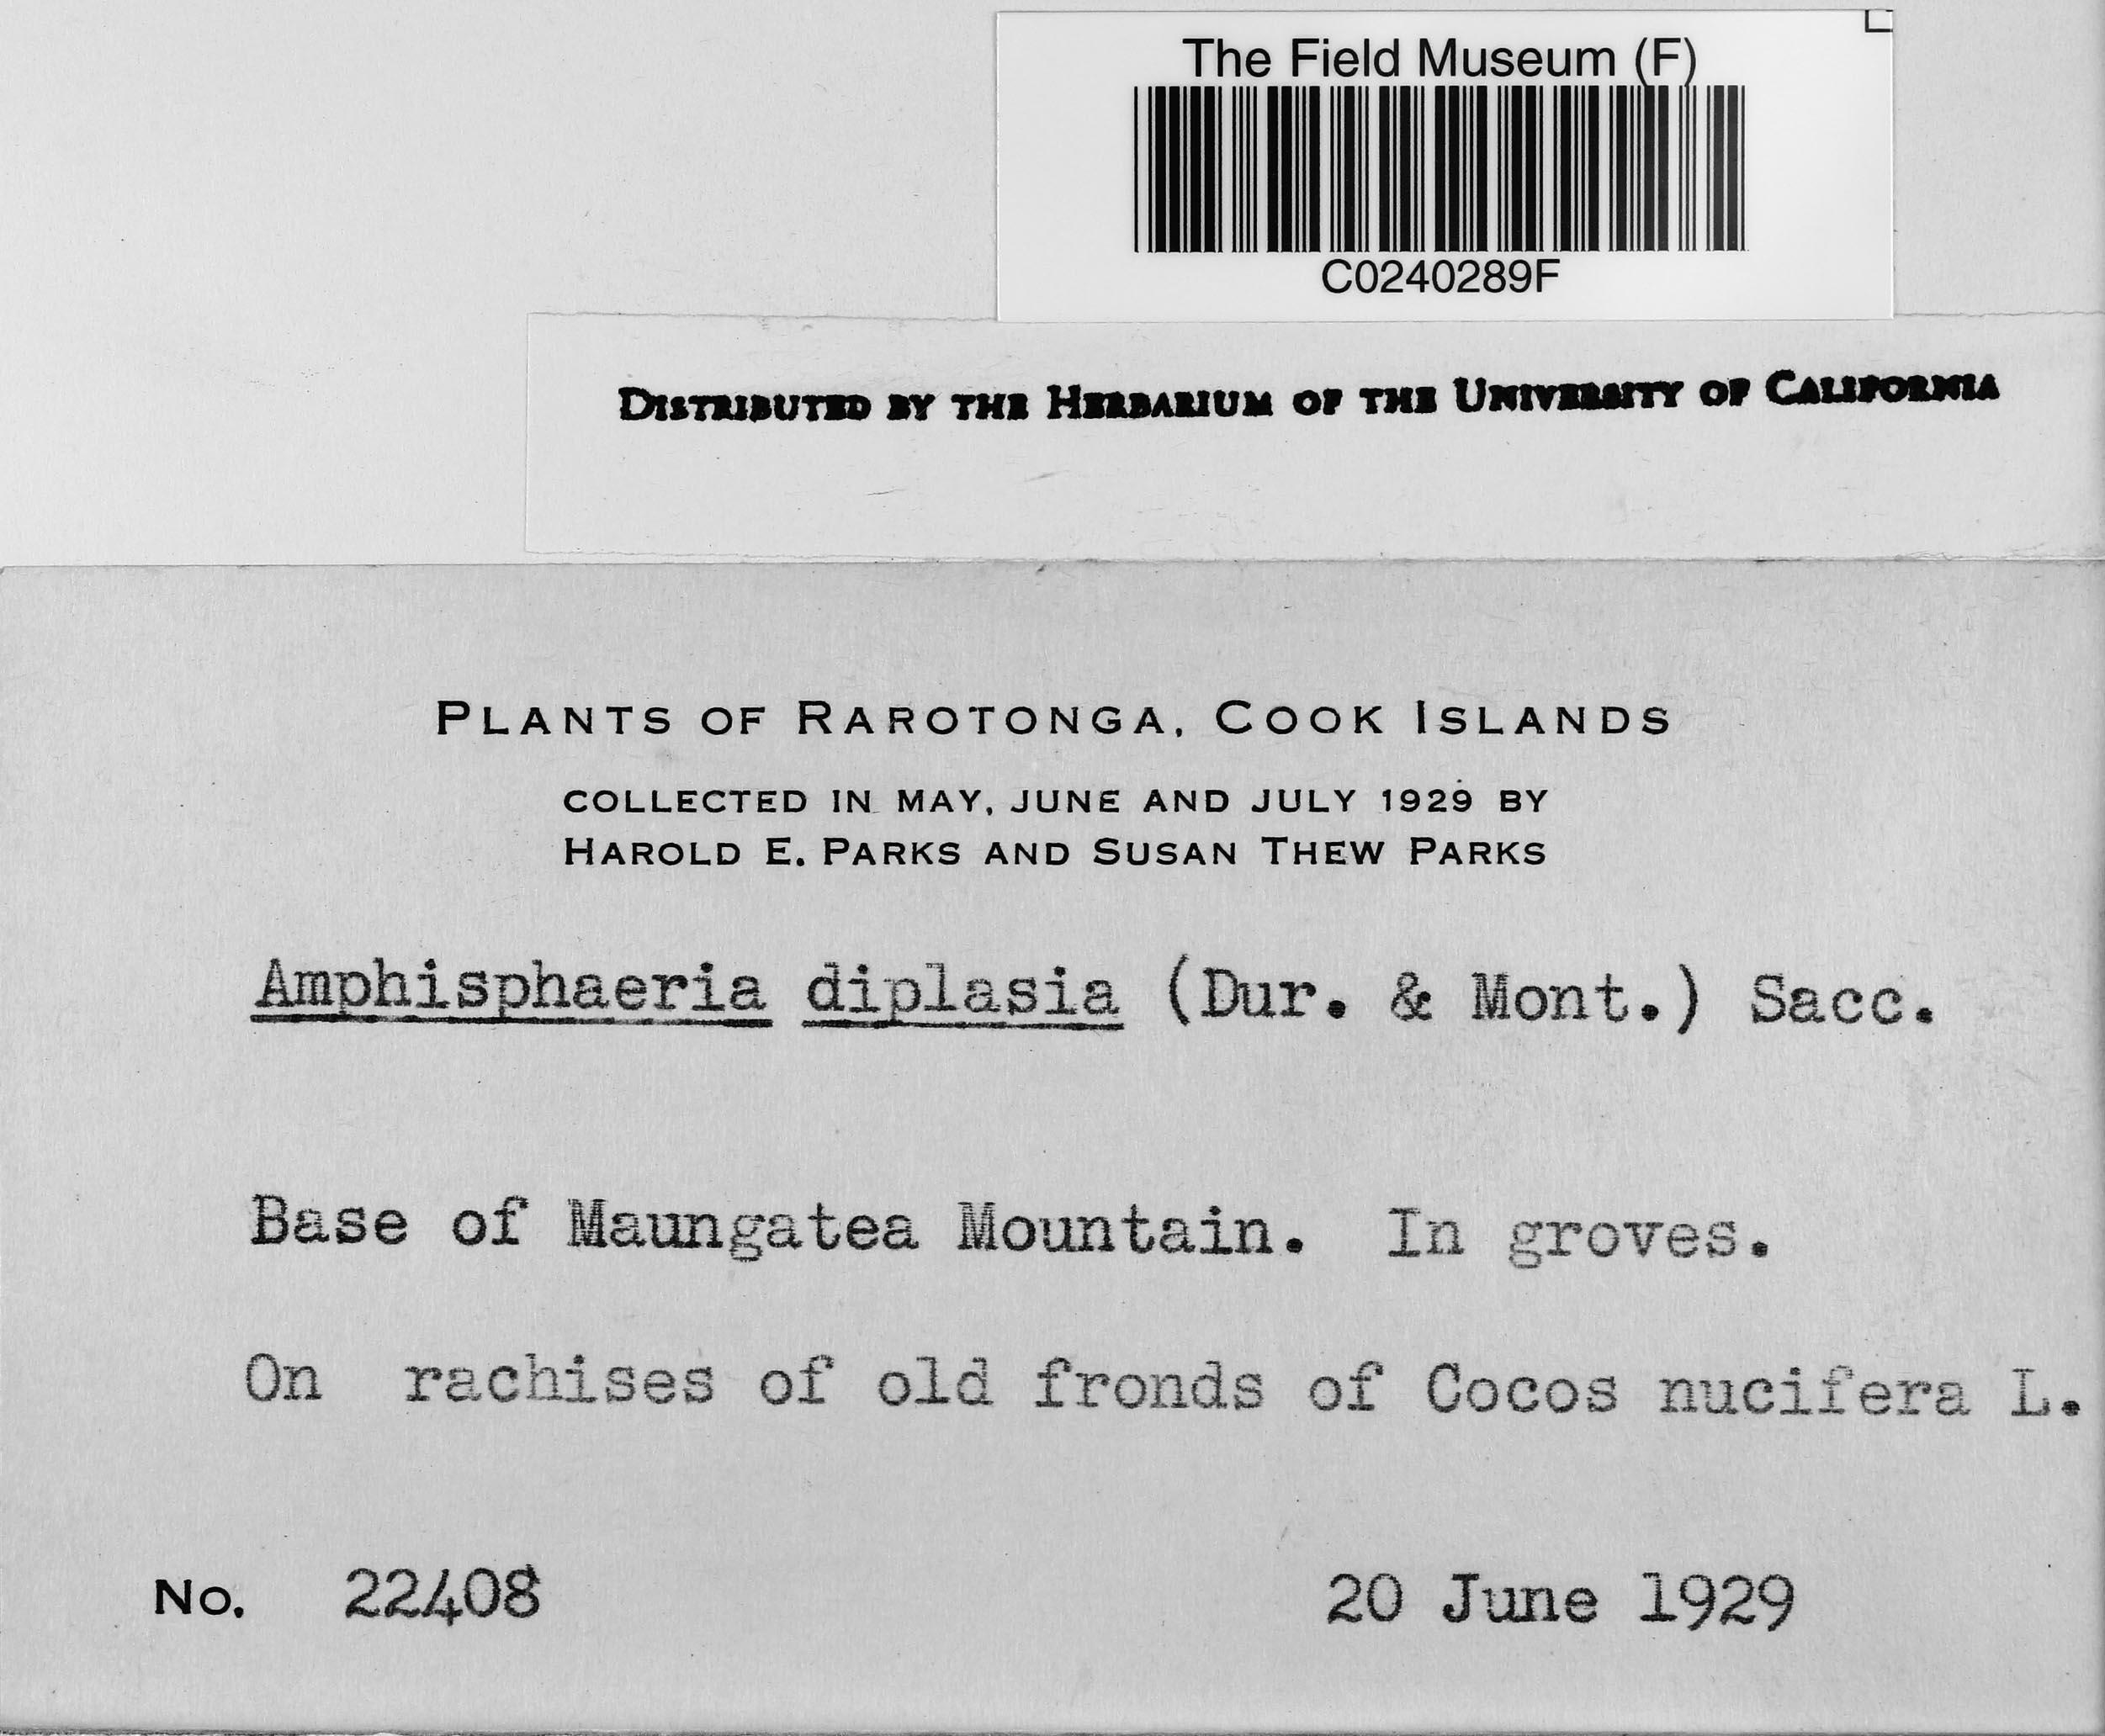 The Field Museum (F)
C0240289F
Distributed by the Herbarium of the University of California
Plants of Rarotonga, Cook Islands
collected in May, June and July 1929 by
Harold E. Parks and Susan Thew Parks
Amphisphaeria diplasia (Dur. & Mont.) Sacc.
Base of Maungatea Mountain. In groves.
On rachises of old fronds of Cocos nucifera L.
No. 22408 20 June 1929